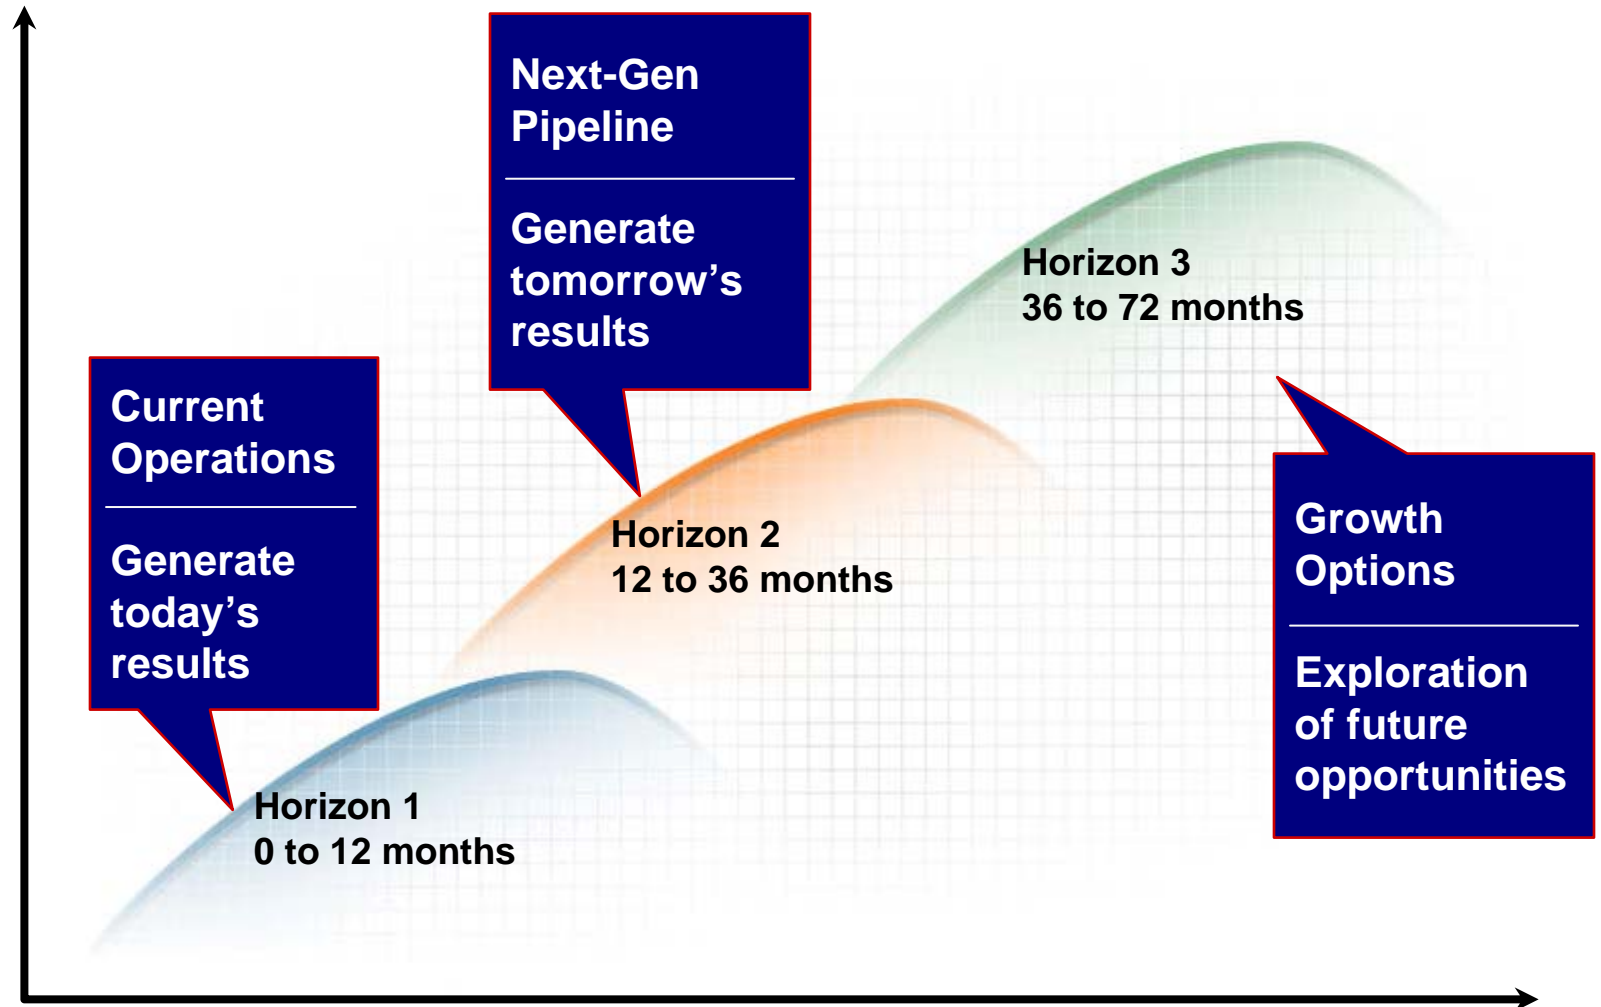 Next-Gen
Pipeline
Generate
tomorrow’s
results
Horizon 3
36 to 72 months
Current
Operations
Generate
today’s
results
Horizon 2
12 to 36 months
Growth
Options
Exploration
of future
opportunities
Horizon 1
0 to 12 months